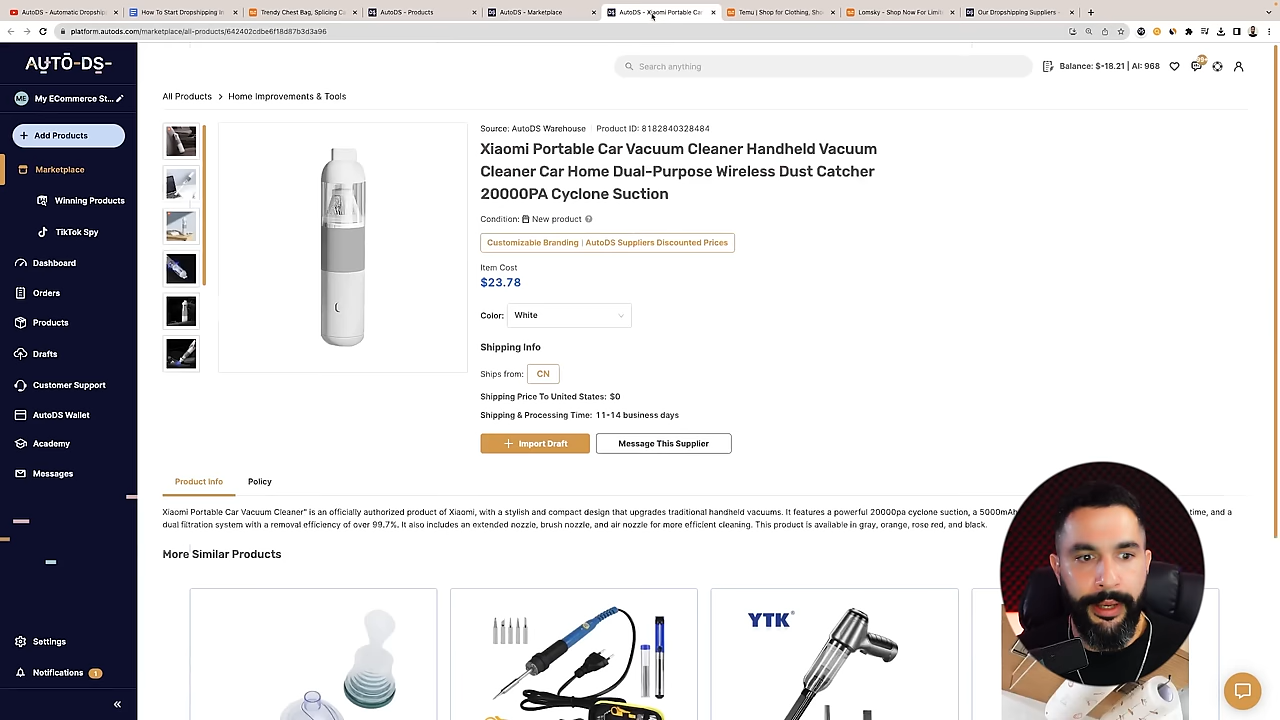 AutoDS - Automatic Dropship
How To Start Dropshipping In
Trendy Chest Bag, Splicing Ca
AutoDS - Products
AutoDS - Marketplace
AutoDS - Xiaomi Portable Car
Temu | Shop for Clothing, Sho
Lomsky - Shop Now For Limite
Our Dropshipping Suppliers -
platform.autods.com/marketplace/all-products/642402cdbe6f18d87b3d3a96
AUTO-DS-
Search anything
Balance: $-18.21 | AI: 968
ME My ECommerce St...
+ Add Products
Marketplace
Winning Products
TikTok Spy
Dashboard
Orders
Products
Drafts
Customer Support
AutoDS Wallet
Academy
Messages
Settings
Notifications 1
«
All Products > Home Improvements & Tools
Source: AutoDS Warehouse | Product ID: 8182840328484
Xiaomi Portable Car Vacuum Cleaner Handheld Vacuum
Cleaner Car Home Dual-Purpose Wireless Dust Catcher
20000PA Cyclone Suction
Condition: New product
Customizable Branding | AutoDS Suppliers Discounted Prices
Item Cost
$23.78
Color: White
Shipping Info
Ships from: CN
Shipping Price To United States: $0
Shipping & Processing Time: 11-14 business days
+ Import Draft
Message This Supplier
Product Info
Policy
Xiaomi Portable Car Vacuum Cleaner" is an officially authorized product of Xiaomi, with a stylish and compact design that upgrades traditional handheld vacuums. It features a powerful 20000pa cyclone suction, a 5000mAh time, and a
dual filtration system with a removal efficiency of over 99.7%. It also includes an extended nozzle, brush nozzle, and air nozzle for more efficient cleaning. This product is available in gray, orange, rose red, and black.
More Similar Products
YTK